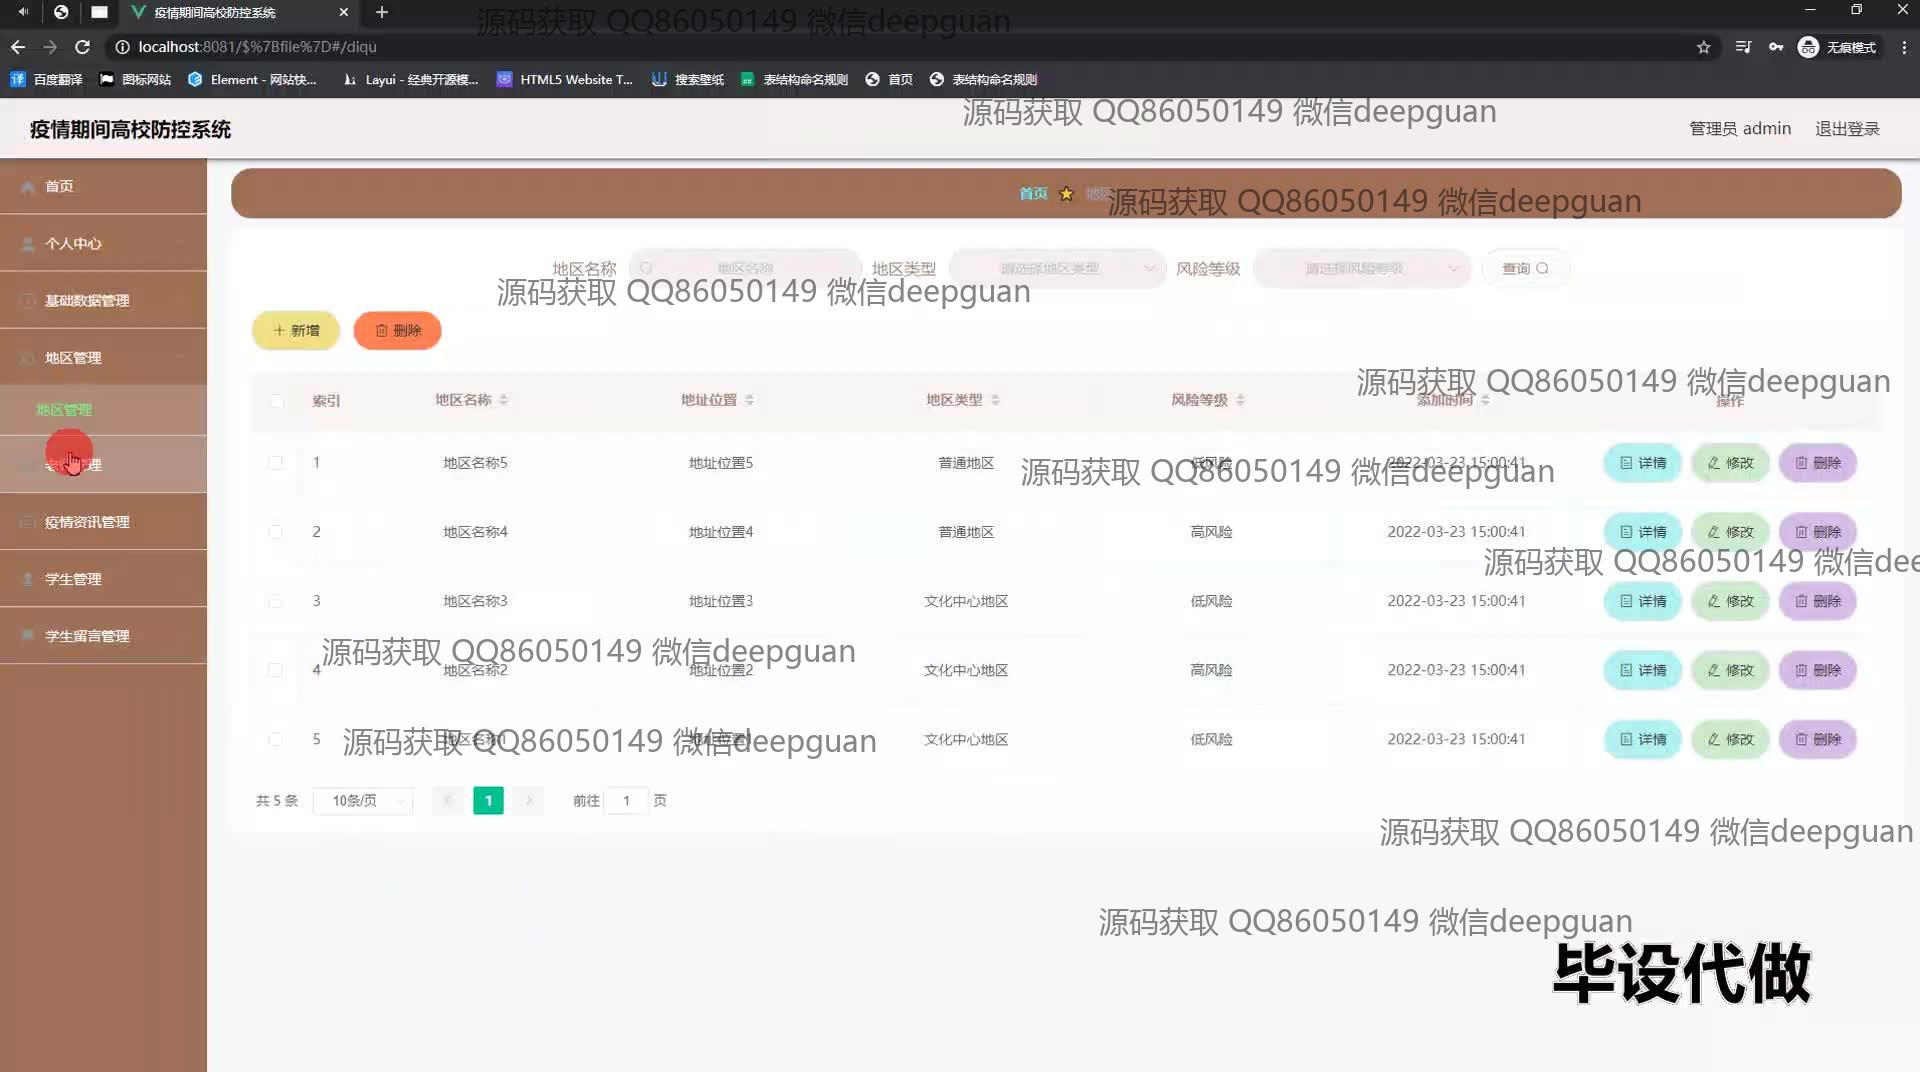 疫情期间高校防控系统
localhost:8081/$%7Bfile%7D#/diqu
无痕模式
百度翻译 图标网站 Element - 网站快... Layui - 经典开源模... HTML5 Website T... 搜索壁纸 表结构命名规则 首页 表结构命名规则
源码获取 QQ86050149 微信deepguan
源码获取 QQ86050149 微信deepguan
疫情期间高校防控系统
管理员 admin 退出登录
首页
个人中心
基础数据管理
地区管理
地区管理
管理
疫情资讯管理
学生管理
学生留言管理
首页 地区
源码获取 QQ86050149 微信deepguan
地区名称 地区名称 地区类型 请选择地区类型 风险等级 请选择风险等级 查询
源码获取 QQ86050149 微信deepguan
新增 删除
源码获取 QQ86050149 微信deepguan
索引 地区名称 地址位置 地区类型 风险等级 添加时间 操作
1 地区名称5 地址位置5 普通地区 低风险 2022-03-23 15:00:41 详情 修改 删除
源码获取 QQ86050149 微信deepguan
2 地区名称4 地址位置4 普通地区 高风险 2022-03-23 15:00:41 详情 修改 删除
源码获取 QQ86050149 微信dee
3 地区名称3 地址位置3 文化中心地区 低风险 2022-03-23 15:00:41 详情 修改 删除
源码获取 QQ86050149 微信deepguan
4 地区名称2 地址位置2 文化中心地区 高风险 2022-03-23 15:00:41 详情 修改 删除
5 地区名称1 地址位置1 文化中心地区 低风险 2022-03-23 15:00:41 详情 修改 删除
源码获取 QQ86050149 微信deepguan
共 5 条 10条/页 1 前往 1 页
源码获取 QQ86050149 微信deepguan
源码获取 QQ86050149 微信deepguan
毕设代做